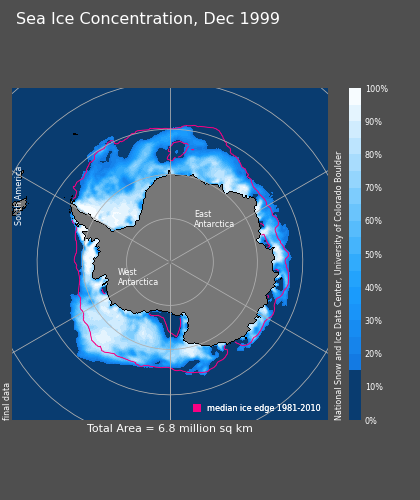 Sea Ice Concentration, Dec 1999
South America
East
Antarctica
West
Antarctica
median ice edge 1981-2010
final data
Total Area = 6.8 million sq km
National Snow and Ice Data Center, University of Colorado Boulder
100%
90%
80%
70%
60%
50%
40%
30%
20%
10%
0%